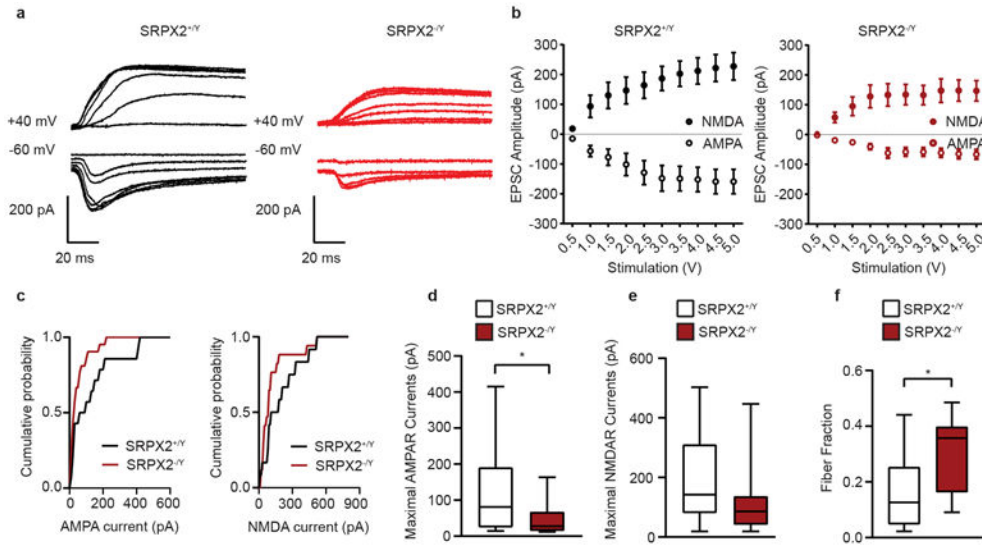 a
SRPX2+/Y
SRPX2-/Y
+40 mV
-60 mV
200 pA
20 ms
+40 mV
-60 mV
200 pA
20 ms
b
SRPX2+/Y
EPSC Amplitude (pA)
300
200
100
0
-100
-200
-300
NMDA
AMPA
0.5 1.0 1.5 2.0 2.5 3.0 3.5 4.0 4.5 5.0
Stimulation (V)
SRPX2-/Y
EPSC Amplitude (pA)
300
200
100
0
-100
-200
-300
NMDA
AMPA
0.5 1.0 1.5 2.0 2.5 3.0 3.5 4.0 4.5 5.0
Stimulation (V)
c
Cumulative probability
1.0
0.5
0.0
SRPX2+/Y
SRPX2-/Y
0 200 400 600
AMPA current (pA)
Cumulative probability
1.0
0.5
0.0
SRPX2+/Y
SRPX2-/Y
0 300 600 900
NMDA current (pA)
d
SRPX2+/Y
SRPX2-/Y
Maximal AMPAR Currents (pA)
500
400
300
200
100
0
*
e
SRPX2+/Y
SRPX2-/Y
Maximal NMDAR Currents (pA)
600
400
200
0
f
SRPX2+/Y
SRPX2-/Y
Fiber Fraction
0.6
0.4
0.2
0.0
*